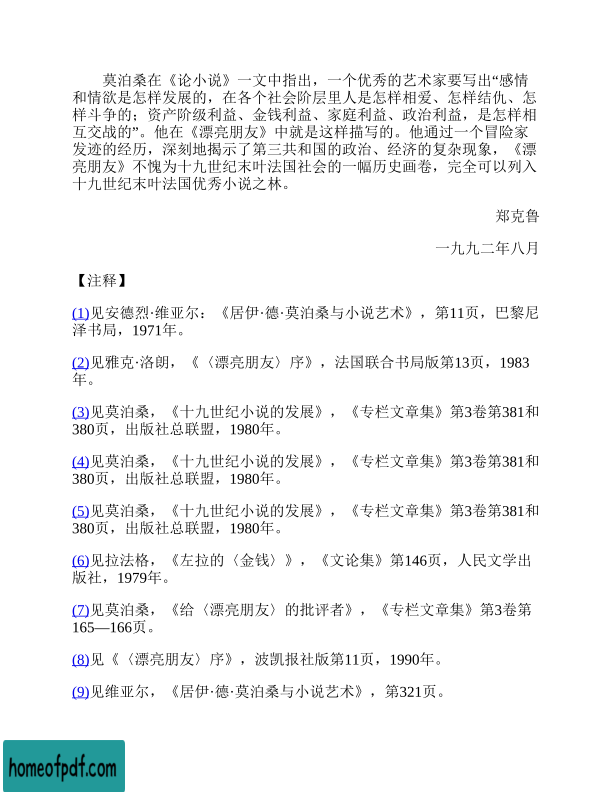 莫泊桑在《论小说》一文中指出，一个优秀的艺术家要写出“感情
和情欲是怎样发展的，在各个社会阶层里人是怎样相爱、怎样结仇、怎
样斗争的；资产阶级利益、金钱利益、家庭利益、政治利益，是怎样相
互交战的”。他在《漂亮朋友》中就是这样描写的。他通过一个冒险家
发迹的经历，深刻地揭示了第三共和国的政治、经济的复杂现象，《漂
亮朋友》不愧为十九世纪末叶法国社会的一幅历史画卷，完全可以列入
十九世纪末叶法国优秀小说之林。
郑克鲁
一九九二年八月
【注释】
(1)见安德烈·维亚尔：《居伊·德·莫泊桑与小说艺术》，第11页，巴黎尼
泽书局，1971年。
(2)见雅克·洛朗，《〈漂亮朋友〉序》，法国联合书局版第13页，1983
年。
(3)见莫泊桑，《十九世纪小说的发展》，《专栏文章集》第3卷第381和
380页，出版社总联盟，1980年。
(4)见莫泊桑，《十九世纪小说的发展》，《专栏文章集》第3卷第381和
380页，出版社总联盟，1980年。
(5)见莫泊桑，《十九世纪小说的发展》，《专栏文章集》第3卷第381和
380页，出版社总联盟，1980年。
(6)见拉法格，《左拉的〈金钱〉》，《文论集》第146页，人民文学出
版社，1979年。
(7)见莫泊桑，《给〈漂亮朋友〉的批评者》，《专栏文章集》第3卷第
165—166页。
(8)见《〈漂亮朋友〉序》，波凯报社版第11页，1990年。
(9)见维亚尔，《居伊·德·莫泊桑与小说艺术》，第321页。
homeofpdf.com